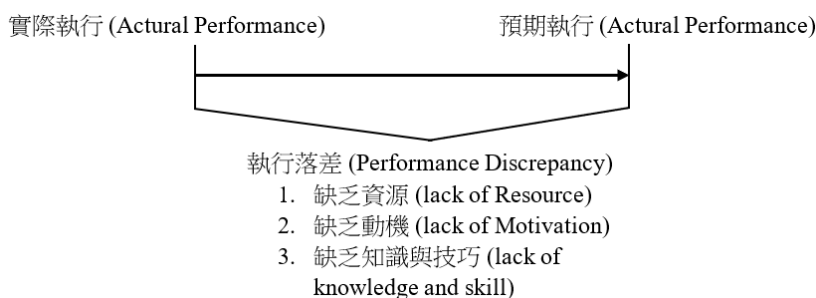 實際執行 (Actural Performance)
預期執行 (Actural Performance)
執行落差 (Performance Discrepancy)
1. 缺乏資源 (lack of Resource)
2. 缺乏動機 (lack of Motivation)
3. 缺乏知識與技巧 (lack of
knowledge and skill)